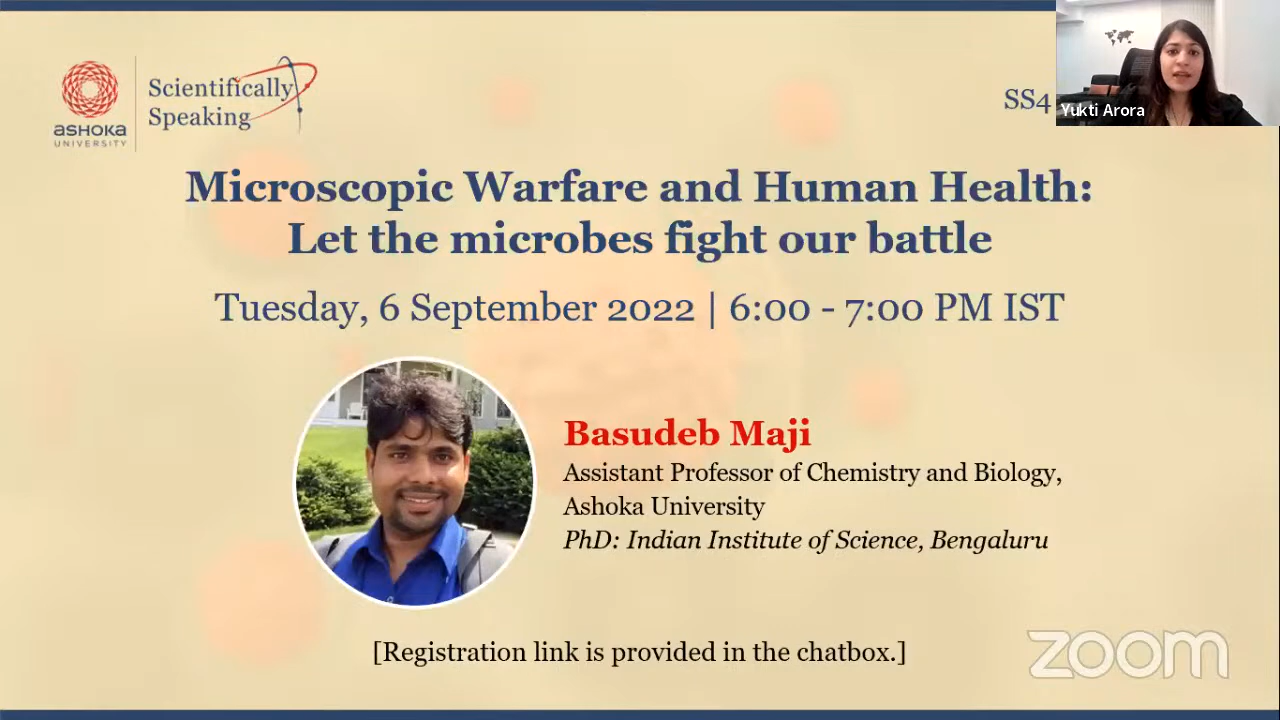 ASHOKA
UNIVERSITY
Scientifically
Speaking
SS4
Yukti Arora
Microscopic Warfare and Human Health:
Let the microbes fight our battle
Tuesday, 6 September 2022 | 6:00 - 7:00 PM IST
Basudeb Maji
Assistant Professor of Chemistry and Biology,
Ashoka University
PhD: Indian Institute of Science, Bengaluru
[Registration link is provided in the chatbox.]
zoom